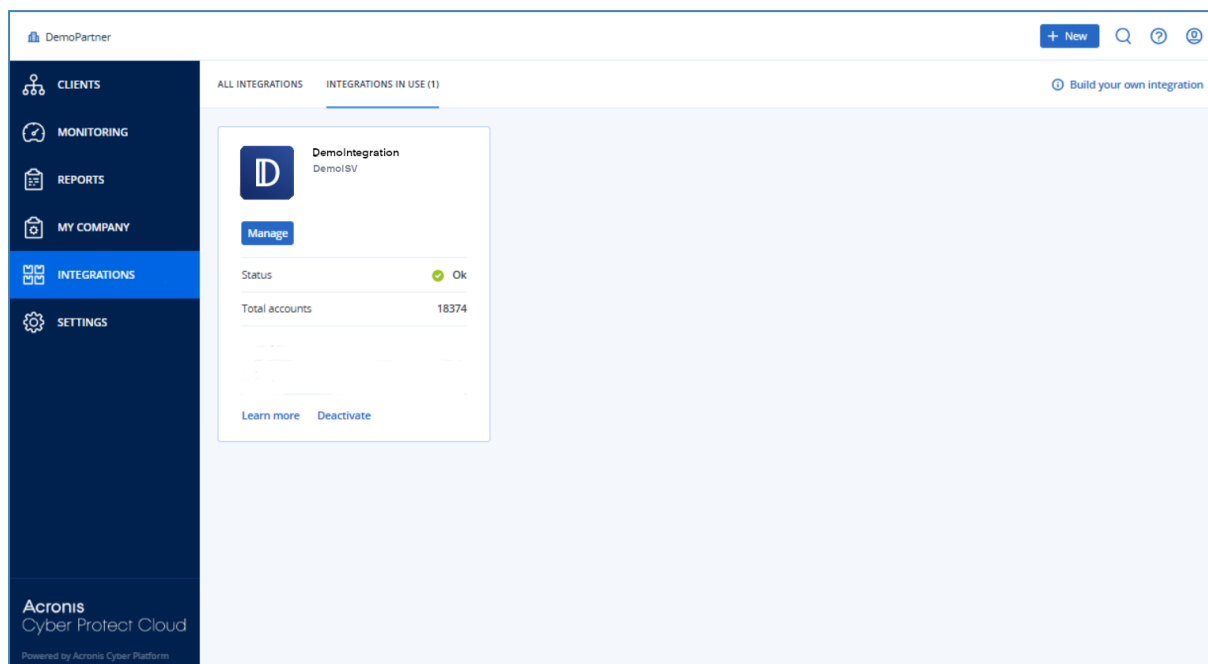 DemoPartner
+ New
CLIENTS
MONITORING
REPORTS
MY COMPANY
INTEGRATIONS
SETTINGS
ALL INTEGRATIONS INTEGRATIONS IN USE (1)
Build your own integration
D
DemoIntegration
DemoISV
Manage
Status Ok
Total accounts 18374
Learn more Deactivate
Acronis
Cyber Protect Cloud
Powered by Acronis Cyber Platform